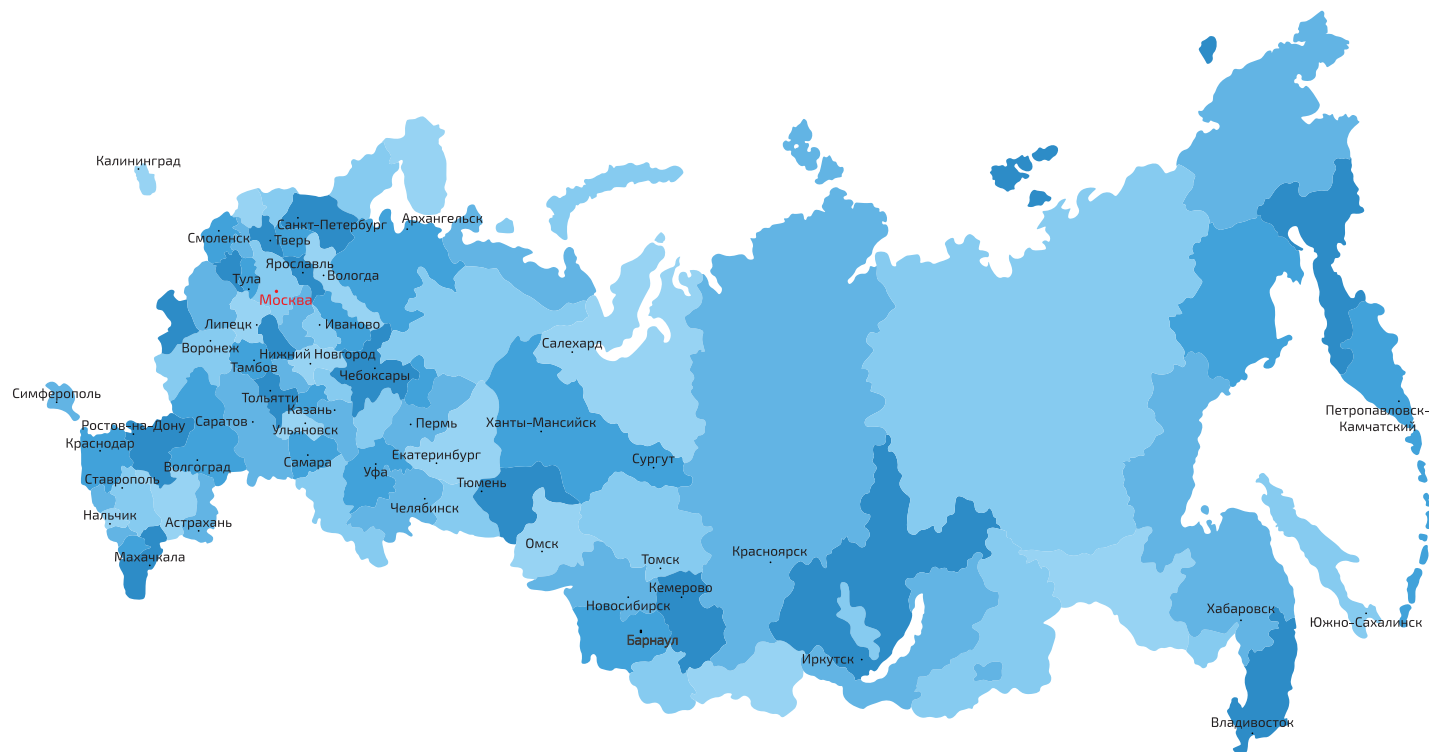 Калининград
Архангельск
Санкт-Петербург
Смоленск
Тверь
Ярославль
Вологда
Тула
Москва
Липецк
Иваново
Салехард
Воронеж
Нижний Новгород
Тамбов
Чебоксары
Симферополь
Тольятти
Казань
Петропавловск-
Камчатский
Ростов-на-Дону
Саратов
Ульяновск
Пермь
Ханты-Мансийск
Краснодар
Екатеринбург
Сургут
Волгоград
Самара
Уфа
Ставрополь
Тюмень
Челябинск
Нальчик
Астрахань
Омск
Красноярск
Махачкала
Томск
Кемерово
Новосибирск
Хабаровск
Южно-Сахалинск
Барнаул
Иркутск
Владивосток